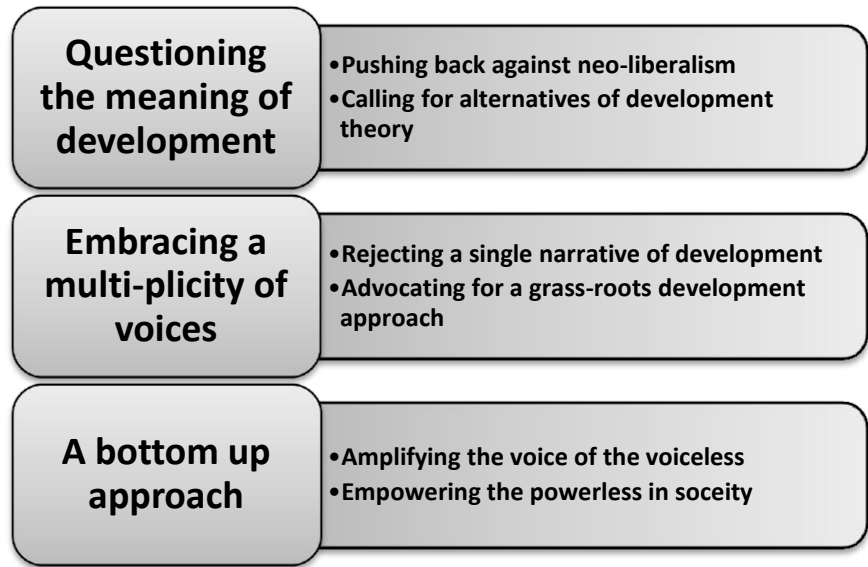 Questioning
the meaning of
development
•Pushing back against neo-liberalism
•Calling for alternatives of development
theory
Embracing a
multi-plicity of
voices
•Rejecting a single narrative of development
•Advocating for a grass-roots development
approach
A bottom up
approach
•Amplifying the voice of the voiceless
•Empowering the powerless in soceity